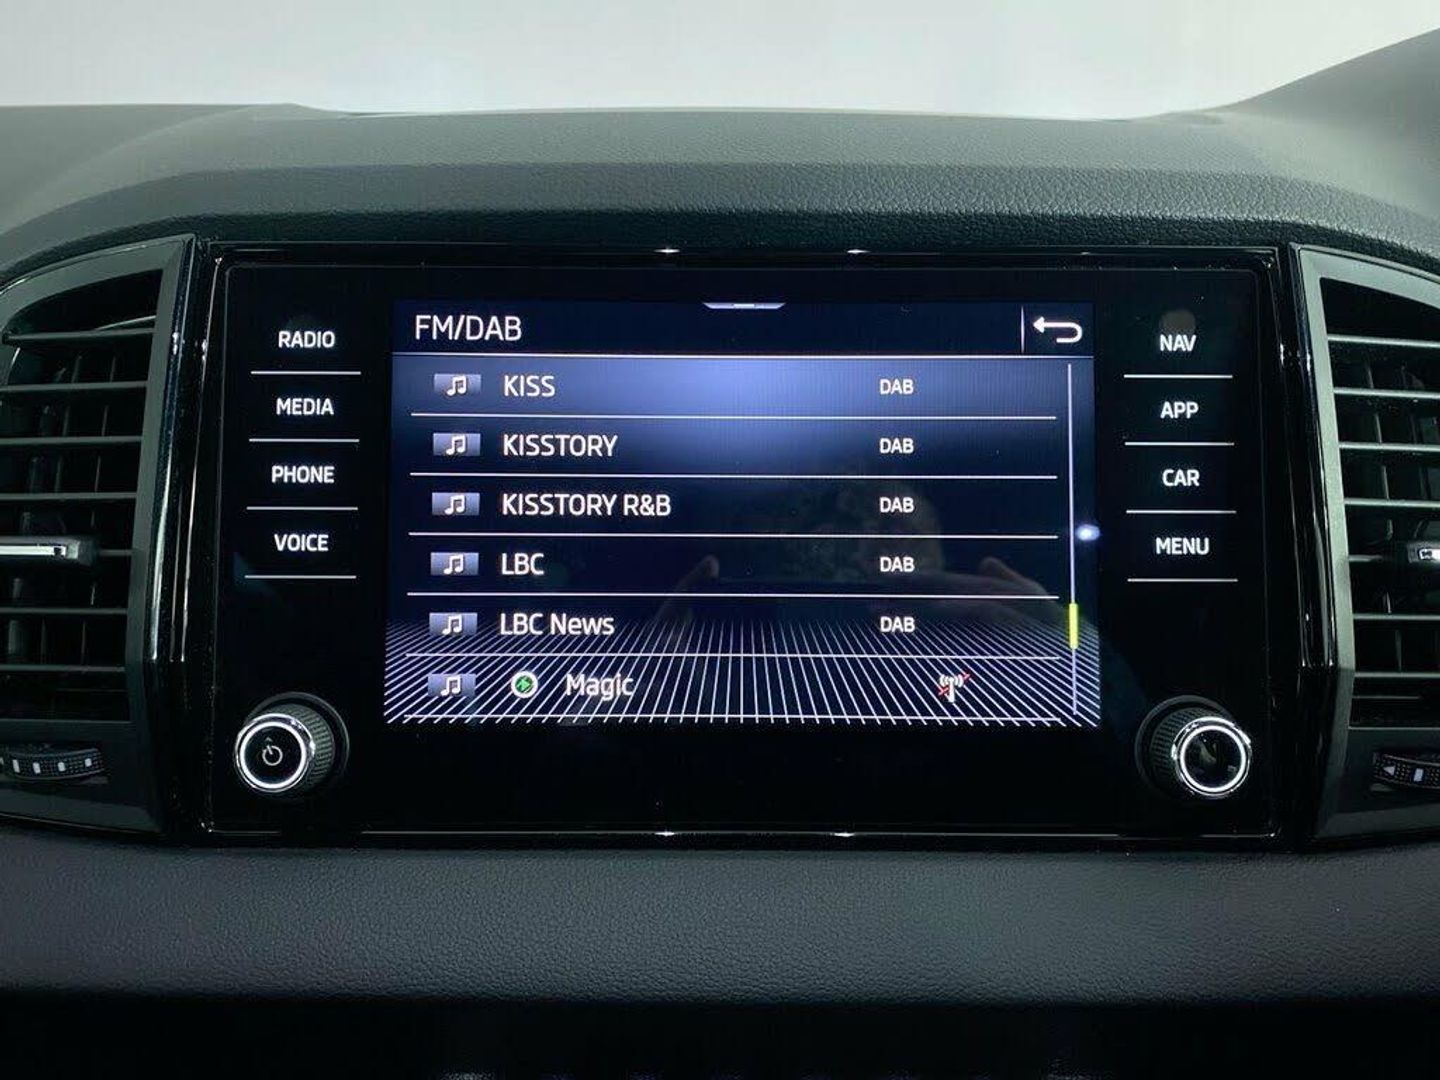 FM/DAB
RADIO
MEDIA
PHONE
VOICE
KISS DAB
KISSTORY DAB
KISSTORY R&B DAB
LBC DAB
LBC News DAB
Magic
NAV
APP
CAR
MENU